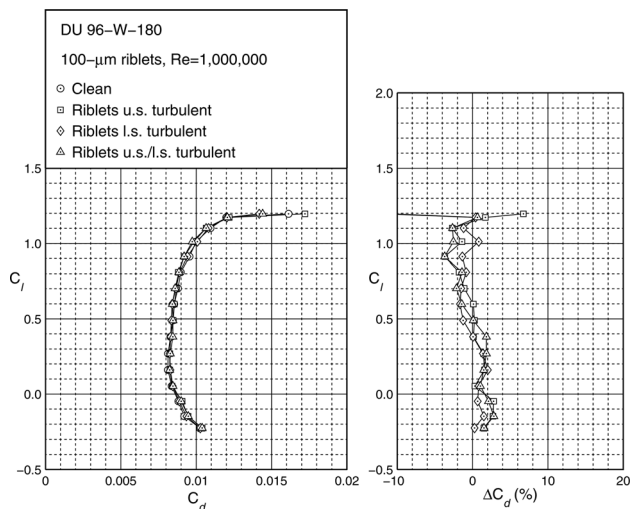 DU 96-W-180
100-μm riblets, Re=1,000,000
Clean
Riblets u.s. turbulent
Riblets l.s. turbulent
Riblets u.s./l.s. turbulent
1.5
1.0
C_l
0.5
0.0
−0.5
0
0.005
0.01
0.015
0.02
C_d
2.0
1.5
1.0
C_l
0.5
0.0
−0.5
−10
0
10
20
ΔC_d (%)